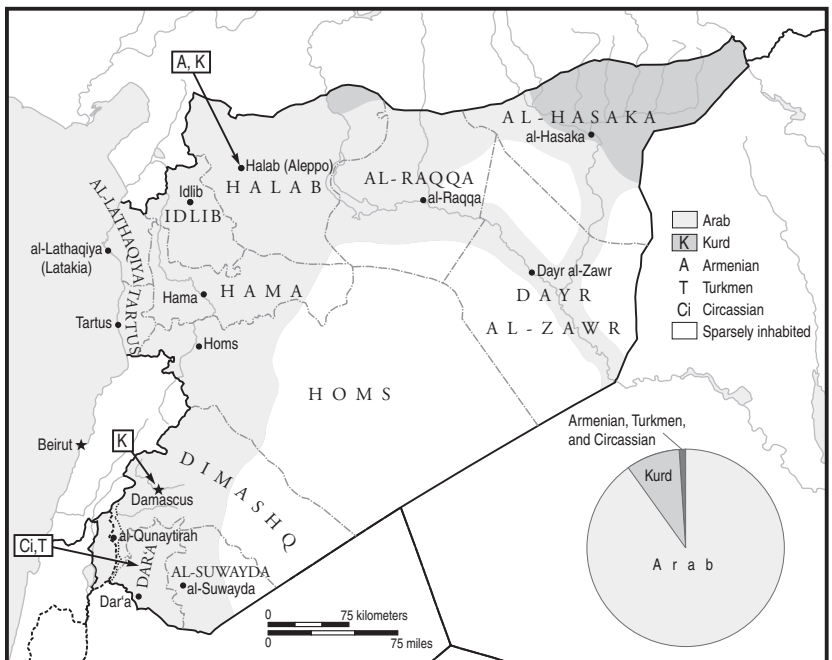 A, K
AL-HASAKA
al-Hasaka
Halab (Aleppo)
HALAB
AL-RAQQA
al-Raqqa
Idlib
IDLIB
AL-LATHAQIYA
al-Lathaqiya
(Latakia)
TARTUS
Tartus
Hama
HAMA
Homs
HOMS
Dayr al-Zawr
DAYR
AL-ZAWR
Arab
K Kurd
A Armenian
T Turkmen
Ci Circassian
Sparsely inhabited
Beirut
K
Damascus
DIMASHQ
Ci,T
al-Qunaytirah
DARA
Dar'a
AL-SUWAYDA
al-Suwayda
0 75 kilometers
0 75 miles
Armenian, Turkmen,
and Circassian
Kurd
Arab